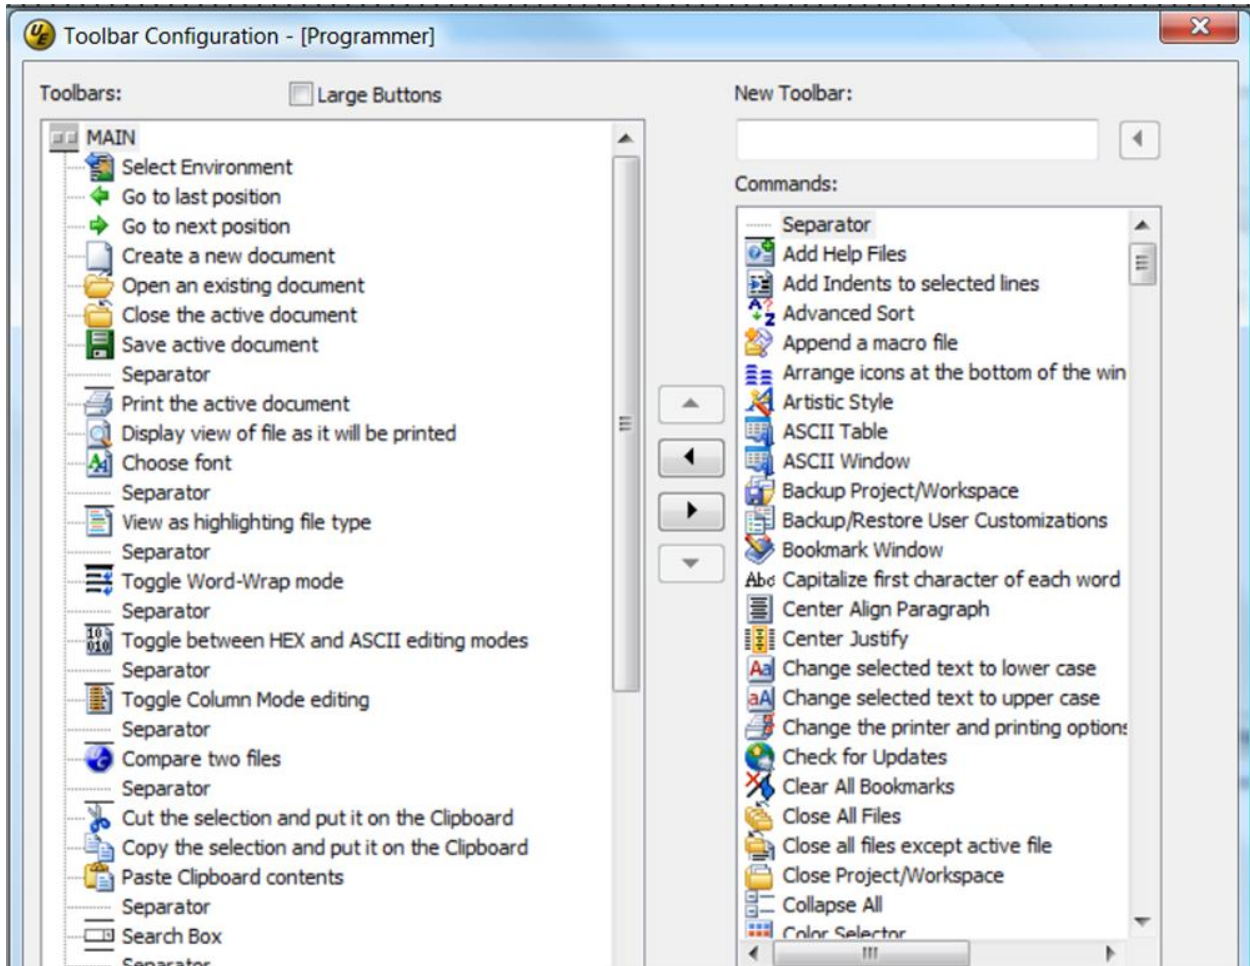 Toolbar Configuration - [Programmer]
Toolbars:
Large Buttons
MAIN
Select Environment
Go to last position
Go to next position
Create a new document
Open an existing document
Close the active document
Save active document
Separator
Print the active document
Display view of file as it will be printed
Choose font
Separator
View as highlighting file type
Separator
Toggle Word-Wrap mode
Separator
Toggle between HEX and ASCII editing modes
Separator
Toggle Column Mode editing
Separator
Compare two files
Separator
Cut the selection and put it on the Clipboard
Copy the selection and put it on the Clipboard
Paste Clipboard contents
Separator
Search Box
Separator
New Toolbar:
Commands:
Separator
Add Help Files
Add Indents to selected lines
Advanced Sort
Append a macro file
Arrange icons at the bottom of the win
Artistic Style
ASCII Table
ASCII Window
Backup Project/Workspace
Backup/Restore User Customizations
Bookmark Window
Abc Capitalize first character of each word
Center Align Paragraph
Center Justify
Change selected text to lower case
Change selected text to upper case
Change the printer and printing options
Check for Updates
Clear All Bookmarks
Close All Files
Close all files except active file
Close Project/Workspace
Collapse All
Color Selector